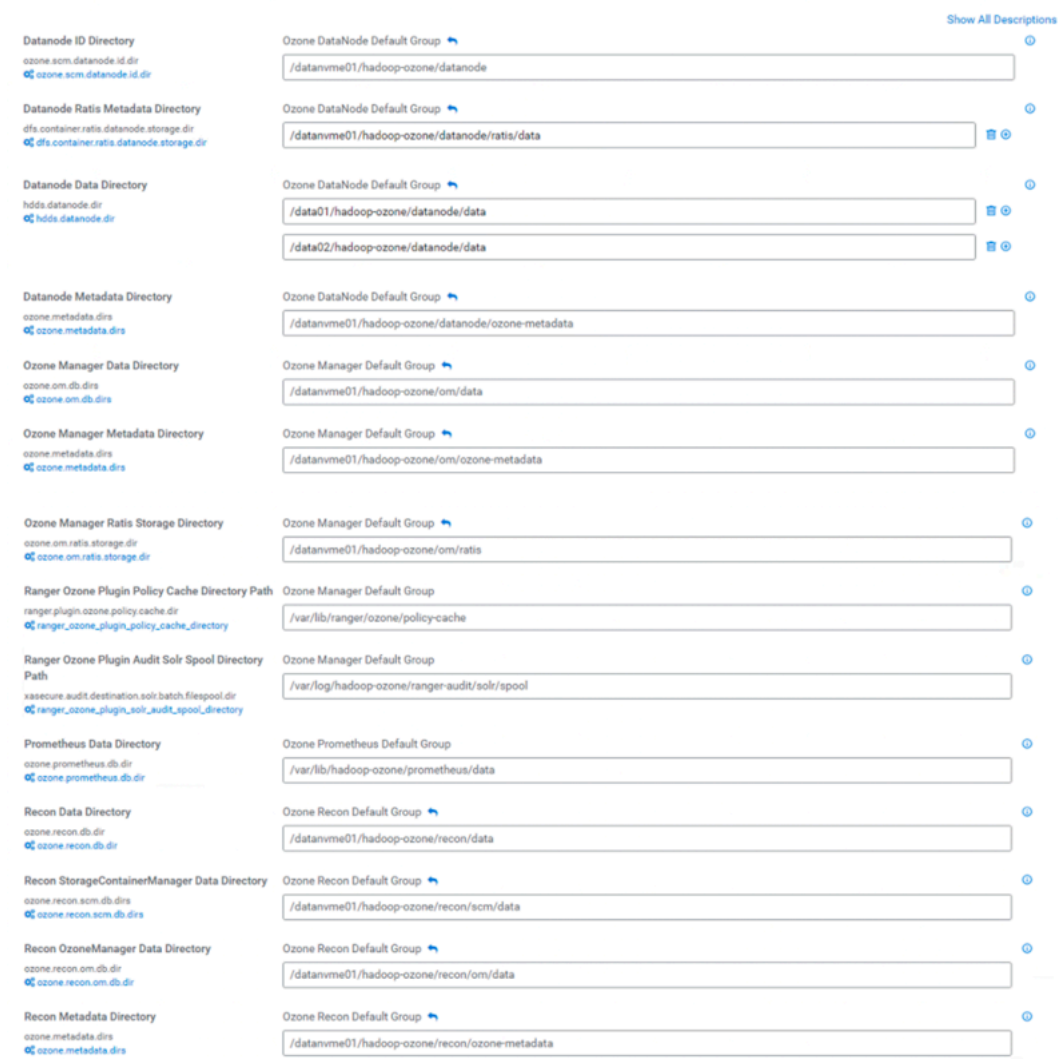 Show All Descriptions
Datanode ID Directory
Ozone DataNode Default Group
ozone.scm.datanode.id.dir
ozone.scm.datanode.id.dir
/datanvme01/hadoop-ozone/datanode
Datanode Ratis Metadata Directory
Ozone DataNode Default Group
dfs.container.ratis.datanode.storage.dir
dfs.container.ratis.datanode.storage.dir
/datanvme01/hadoop-ozone/datanode/ratis/data
Datanode Data Directory
Ozone DataNode Default Group
hdds.datanode.dir
hdds.datanode.dir
/data01/hadoop-ozone/datanode/data
/data02/hadoop-ozone/datanode/data
Datanode Metadata Directory
Ozone DataNode Default Group
ozone.metadata.dirs
ozone.metadata.dirs
/datanvme01/hadoop-ozone/datanode/ozone-metadata
Ozone Manager Data Directory
Ozone Manager Default Group
ozone.om.db.dirs
ozone.om.db.dirs
/datanvme01/hadoop-ozone/om/data
Ozone Manager Metadata Directory
Ozone Manager Default Group
ozone.metadata.dirs
ozone.metadata.dirs
/datanvme01/hadoop-ozone/om/ozone-metadata
Ozone Manager Ratis Storage Directory
Ozone Manager Default Group
ozone.om.ratis.storage.dir
ozone.om.ratis.storage.dir
/datanvme01/hadoop-ozone/om/ratis
Ranger Ozone Plugin Policy Cache Directory Path
Ozone Manager Default Group
ranger.plugin.ozone.policy.cache.dir
ranger_ozone_plugin_policy_cache_directory
/var/lib/ranger/ozone/policy-cache
Ranger Ozone Plugin Audit Solr Spool Directory
Path
Ozone Manager Default Group
xasecure.audit.destination.solr.batch.filespool.dir
ranger_ozone_plugin_solr_audit_spool_directory
/var/log/hadoop-ozone/ranger-audit/solr/spool
Prometheus Data Directory
Ozone Prometheus Default Group
ozone.prometheus.db.dir
ozone.prometheus.db.dir
/var/lib/hadoop-ozone/prometheus/data
Recon Data Directory
Ozone Recon Default Group
ozone.recon.db.dir
ozone.recon.db.dir
/datanvme01/hadoop-ozone/recon/data
Recon StorageContainerManager Data Directory
Ozone Recon Default Group
ozone.recon.scm.db.dirs
ozone.recon.scm.db.dirs
/datanvme01/hadoop-ozone/recon/scm/data
Recon OzoneManager Data Directory
Ozone Recon Default Group
ozone.recon.om.db.dir
ozone.recon.om.db.dir
/datanvme01/hadoop-ozone/recon/om/data
Recon Metadata Directory
Ozone Recon Default Group
ozone.metadata.dirs
ozone.metadata.dirs
/datanvme01/hadoop-ozone/recon/ozone-metadata